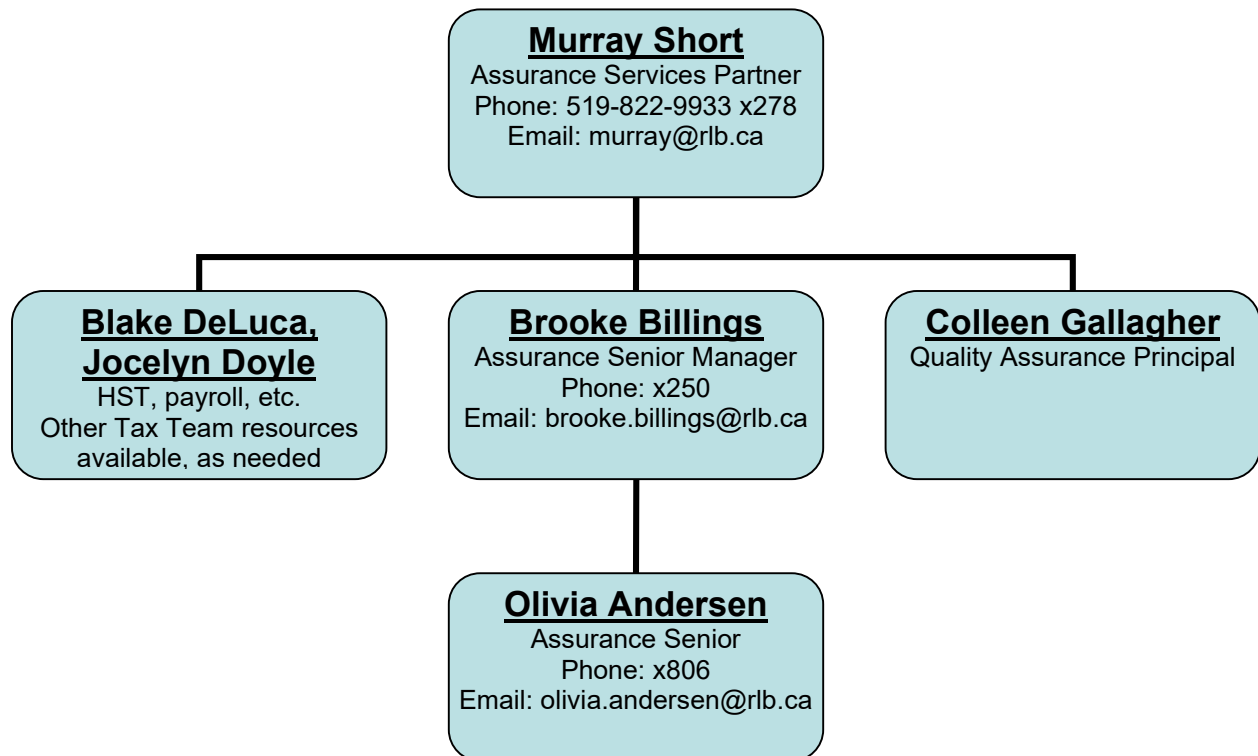 Murray Short
Assurance Services Partner
Phone: 519-822-9933 x278
Email: murray@rlb.ca
Blake DeLuca,
Jocelyn Doyle
HST, payroll, etc.
Other Tax Team resources
available, as needed
Brooke Billings
Assurance Senior Manager
Phone: x250
Email: brooke.billings@rlb.ca
Colleen Gallagher
Quality Assurance Principal
Olivia Andersen
Assurance Senior
Phone: x806
Email: olivia.andersen@rlb.ca